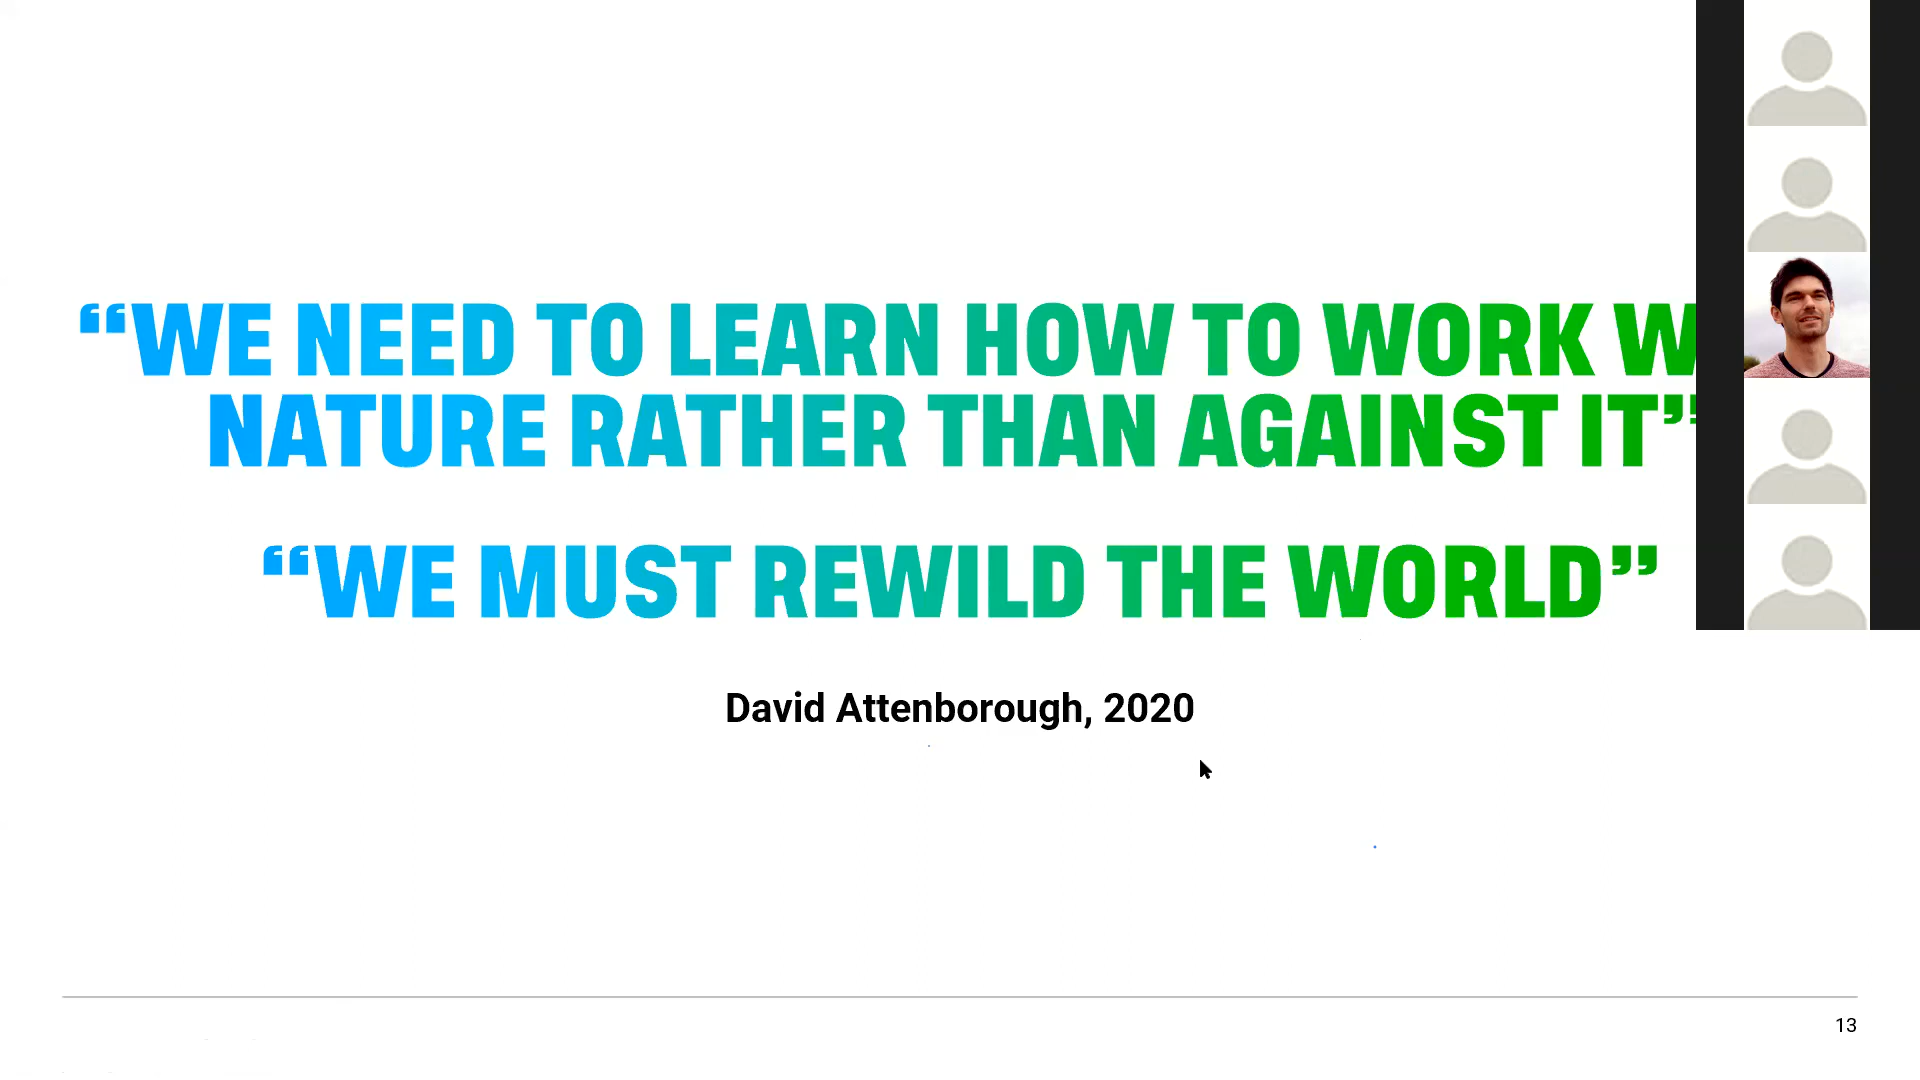 “WE NEED TO LEARN HOW TO WORK
NATURE RATHER THAN AGAINST IT”
“WE MUST REWILD THE WORLD”
David Attenborough, 2020
13